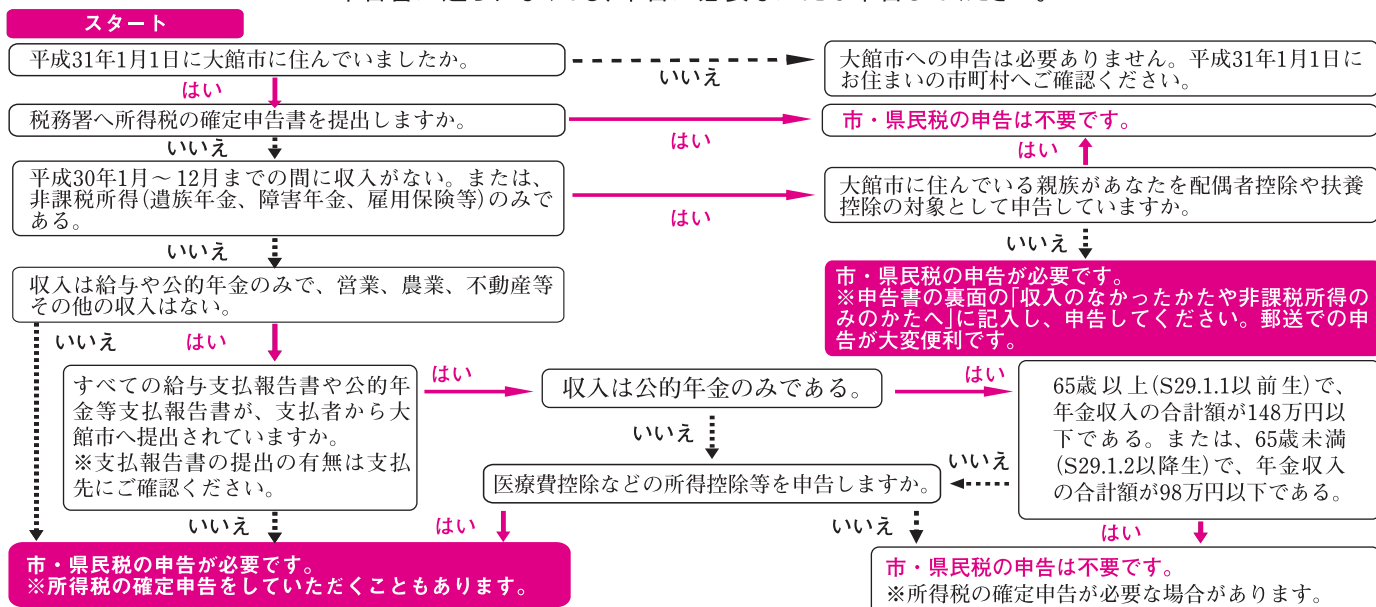 スタート
平成31年1月1日に大館市に住んでいましたか。
いいえ
大館市への申告は必要ありません。平成31年1月1日に
お住まいの市町村へご確認ください。
はい
税務署へ所得税の確定申告書を提出しますか。
はい
市・県民税の申告は不要です。
いいえ
はい
平成30年1月～12月までの間に収入がない。または、
非課税所得(遺族年金、障害年金、雇用保険等)のみで
ある。
はい
大館市に住んでいる親族があなたを配偶者控除や扶養
控除の対象として申告していますか。
いいえ
いいえ
収入は給与や公的年金のみで、営業、農業、不動産等
その他の収入はない。
市・県民税の申告が必要です。
※申告書の裏面の「収入のなかったかたや非課税所得の
みのかたへ」に記入し、申告してください。郵送での申
告が大変便利です。
いいえ
はい
すべての給与支払報告書や公的年
金等支払報告書が、支払者から大
館市へ提出されていますか。
※支払報告書の提出の有無は支払
先にご確認ください。
はい
収入は公的年金のみである。
はい
65歳以上(S29.1.1以前生)で、
年金収入の合計額が148万円以
下である。または、65歳未満
(S29.1.2以降生)で、年金収入
の合計額が98万円以下である。
いいえ
いいえ
医療費控除などの所得控除等を申告しますか。
いいえ
はい
いいえ
はい
市・県民税の申告が必要です。
※所得税の確定申告をしていただくこともあります。
市・県民税の申告は不要です。
※所得税の確定申告が必要な場合があります。